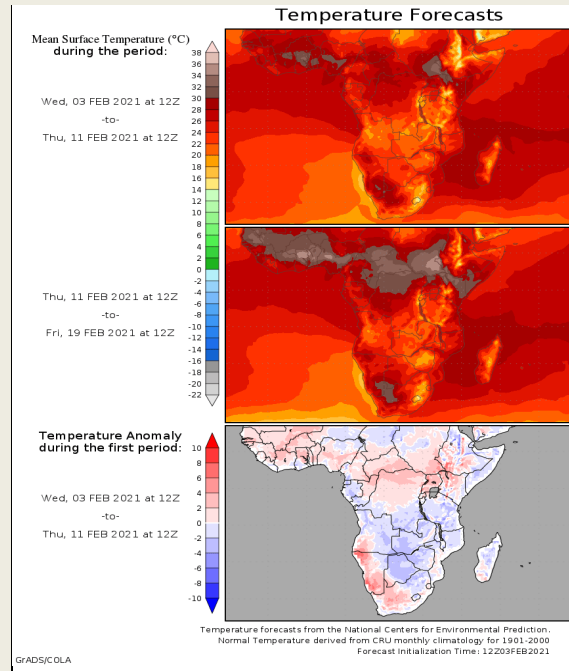 Temperature Forecasts
Mean Surface Temperature (°C)
during the period:
38
36
34
32
30
28
26
24
22
20
18
16
14
12
10
8
6
4
2
0
-2
-4
-6
-8
-10
-12
-14
-16
-18
-20
-22
Wed, 03 FEB 2021 at 12Z
-to-
Thu, 11 FEB 2021 at 12Z
Thu, 11 FEB 2021 at 12Z
-to-
Fri, 19 FEB 2021 at 12Z
Temperature Anomaly
during the first period:
10
8
6
4
2
0
-2
-4
-6
-8
-10
Wed, 03 FEB 2021 at 12Z
-to-
Thu, 11 FEB 2021 at 12Z
Temperature forecasts from the National Centers for Environmental Prediction.
Normal Temperature derived from CRU monthly climatology for 1901-2000
Forecast Initialization Time: 12Z03FEB2021
GrADS/COLA